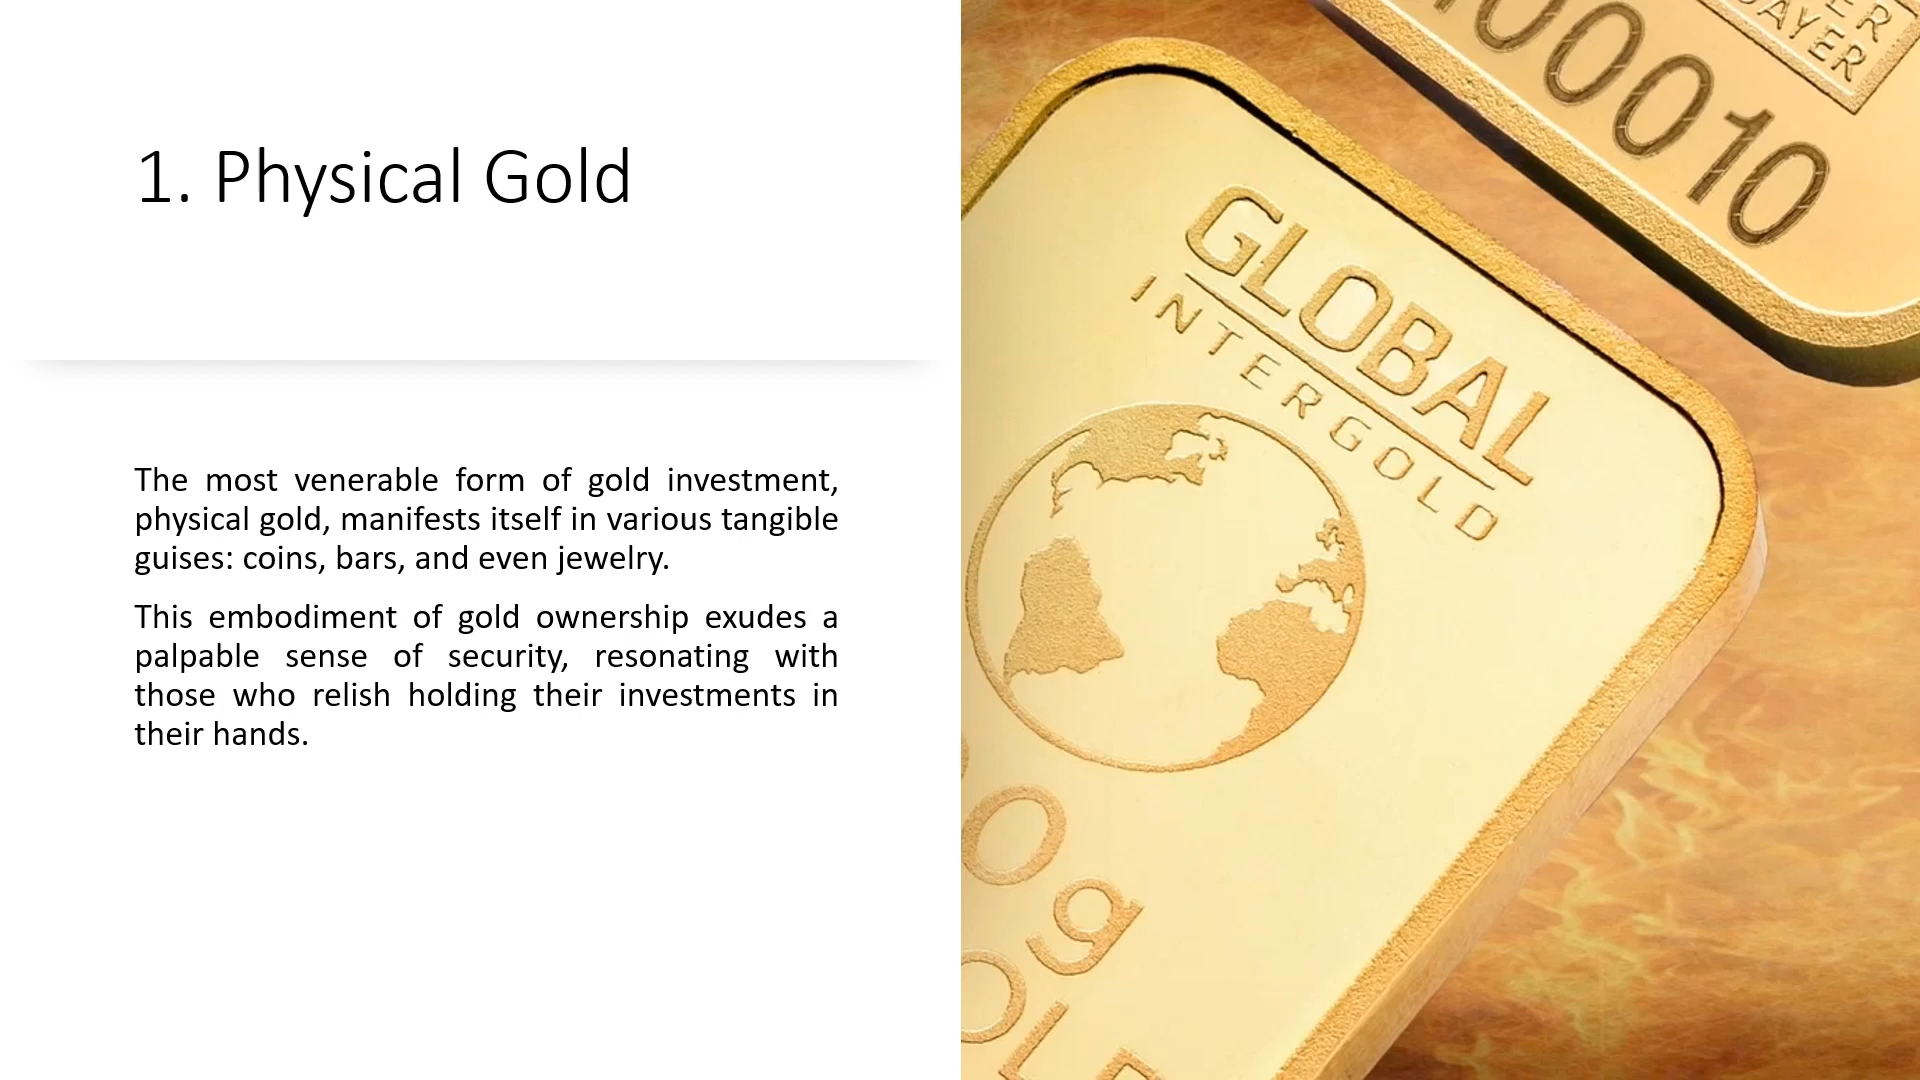 1. Physical Gold
The most venerable form of gold investment,
physical gold, manifests itself in various tangible
guises: coins, bars, and even jewelry.
This embodiment of gold ownership exudes a
palpable sense of security, resonating with
those who relish holding their investments in
their hands.
GLOBAL
INTERGOLD